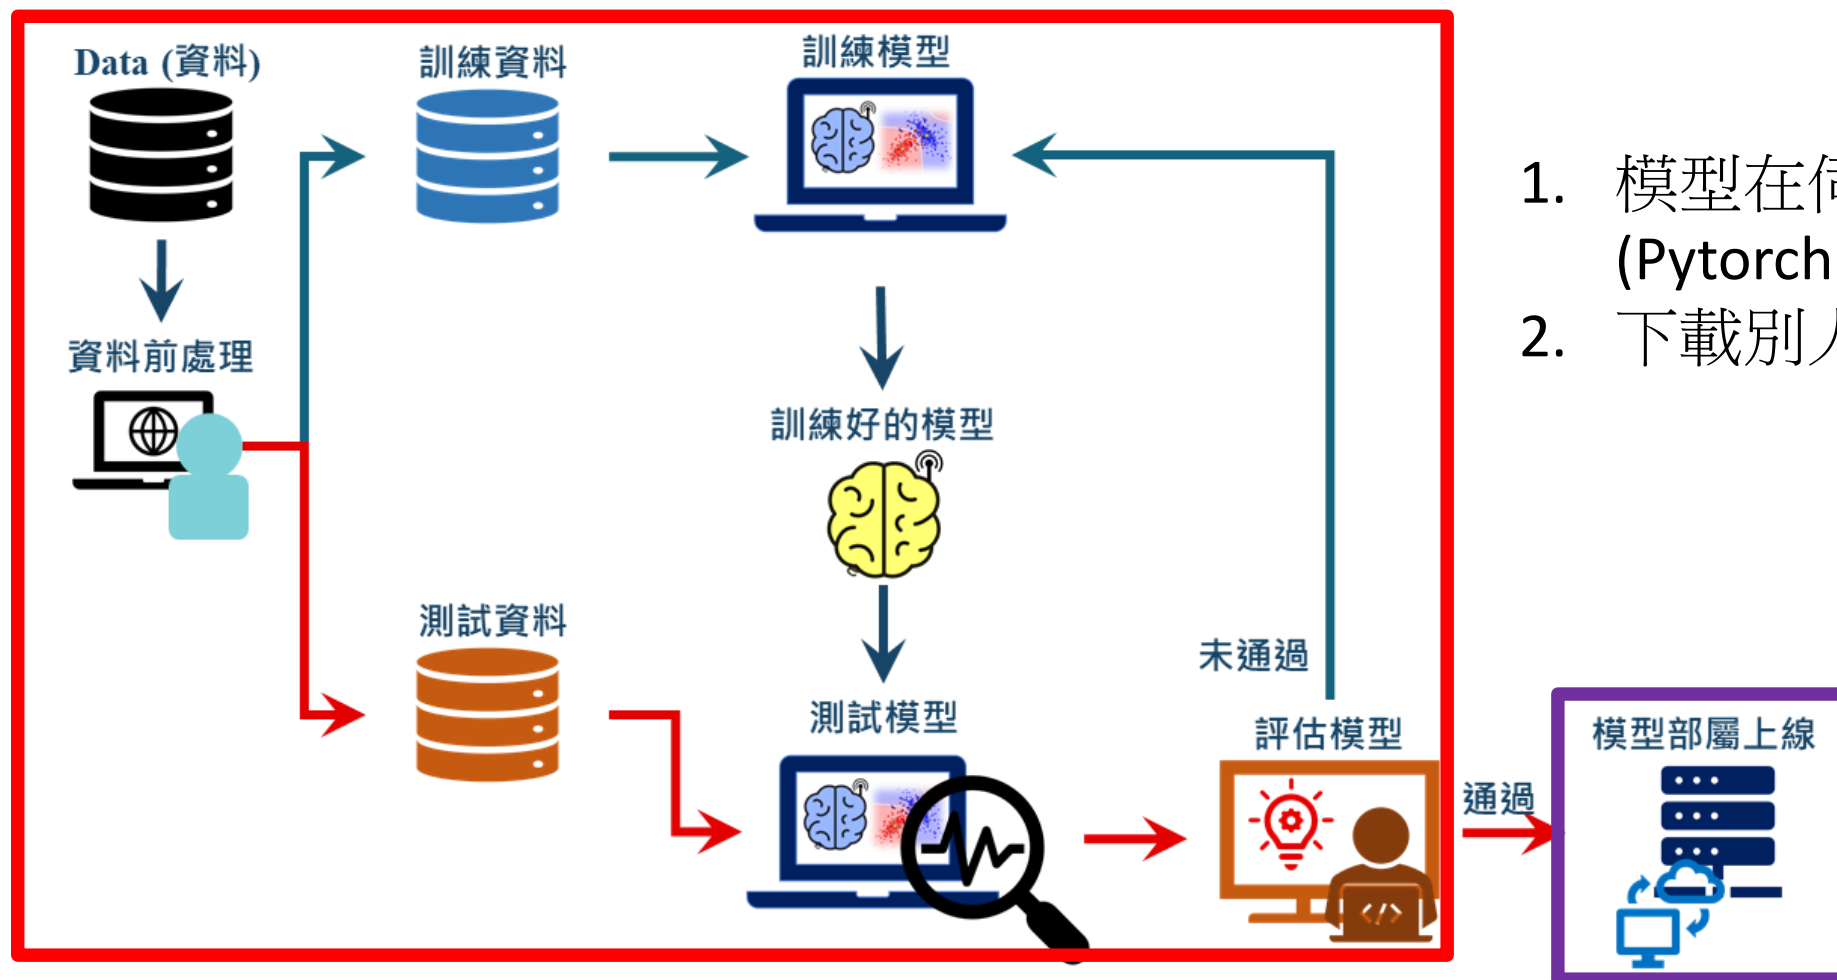 Data (資料)
訓練資料
訓練模型
資料前處理
訓練好的模型
測試資料
測試模型
未通過
評估模型
通過
模型部屬上線
</>
1. 模型在
(Pytorch
2. 下載別